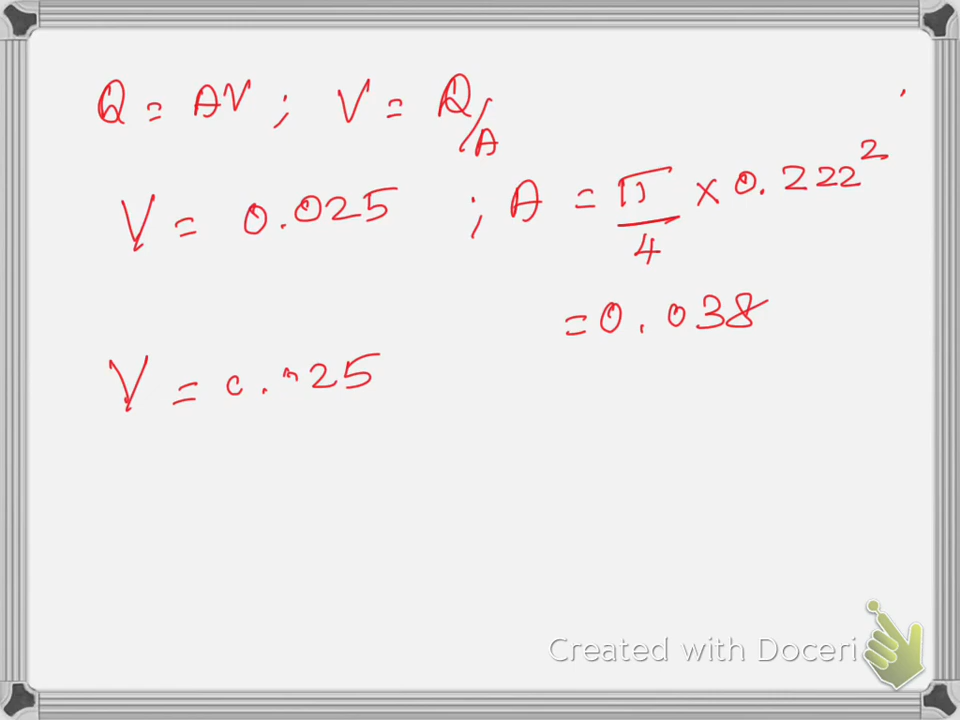 Q = AV ; V = Q/A
V = 0.025 ; A = π/4 × 0.222²
= 0.038
V = 0.025
Created with Doceri